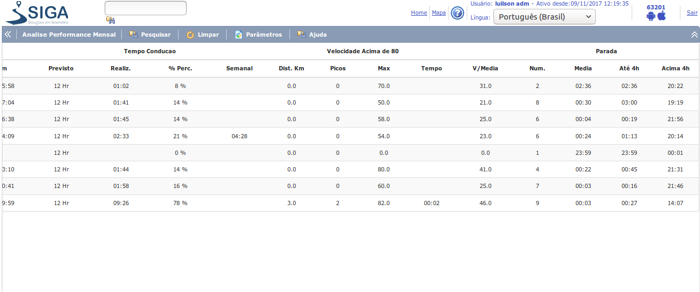 SIGA
Home Mapa ? Usuário: luilson adm - Ativo desde:09/11/2017 12:19:35 63201 Sair
Língua: Português (Brasil)
Analise Performance Mensal Pesquisar Limpar Parâmetros Ajuda
Tempo Conducao Velocidade Acima de 80 Parada
m Previsto Realiz. % Perc. Semanal Dist. Km Picos Max Tempo V/Media Num. Media Até 4h Acima 4h
5:58 12 Hr 01:02 8 % 0.0 0 70.0 31.0 2 02:36 02:36 20:22
7:04 12 Hr 01:41 14 % 0.0 0 50.0 21.0 8 00:30 03:00 19:19
6:38 12 Hr 01:45 14 % 0.0 0 58.0 25.0 6 00:04 00:19 21:56
4:09 12 Hr 02:33 21 % 04:28 0.0 0 54.0 23.0 6 00:24 01:13 20:14
12 Hr 0 % 0.0 0 0.0 0.0 1 23:59 23:59 00:01
3:10 12 Hr 01:44 14 % 0.0 0 80.0 41.0 4 00:22 00:45 21:31
0:41 12 Hr 01:58 16 % 0.0 0 60.0 25.0 7 00:03 00:16 21:46
9:59 12 Hr 09:26 78 % 3.0 2 82.0 00:02 46.0 9 00:03 00:27 14:07